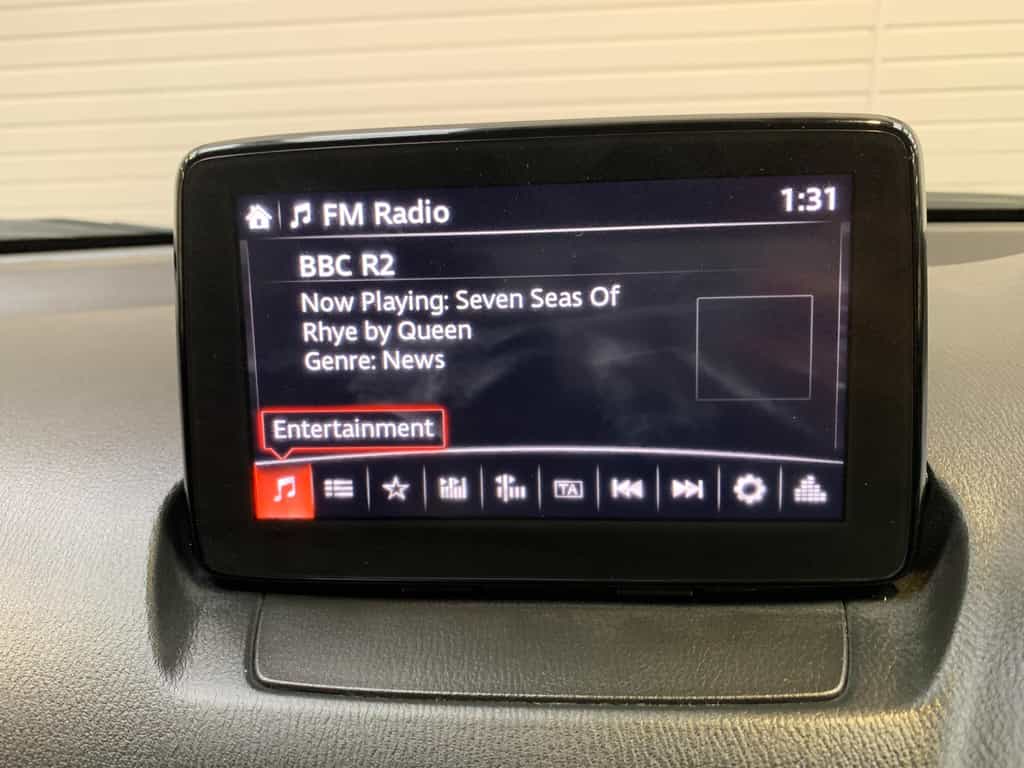 FM Radio
1:31
BBC R2
Now Playing: Seven Seas Of
Rhye by Queen
Genre: News
Entertainment
TA